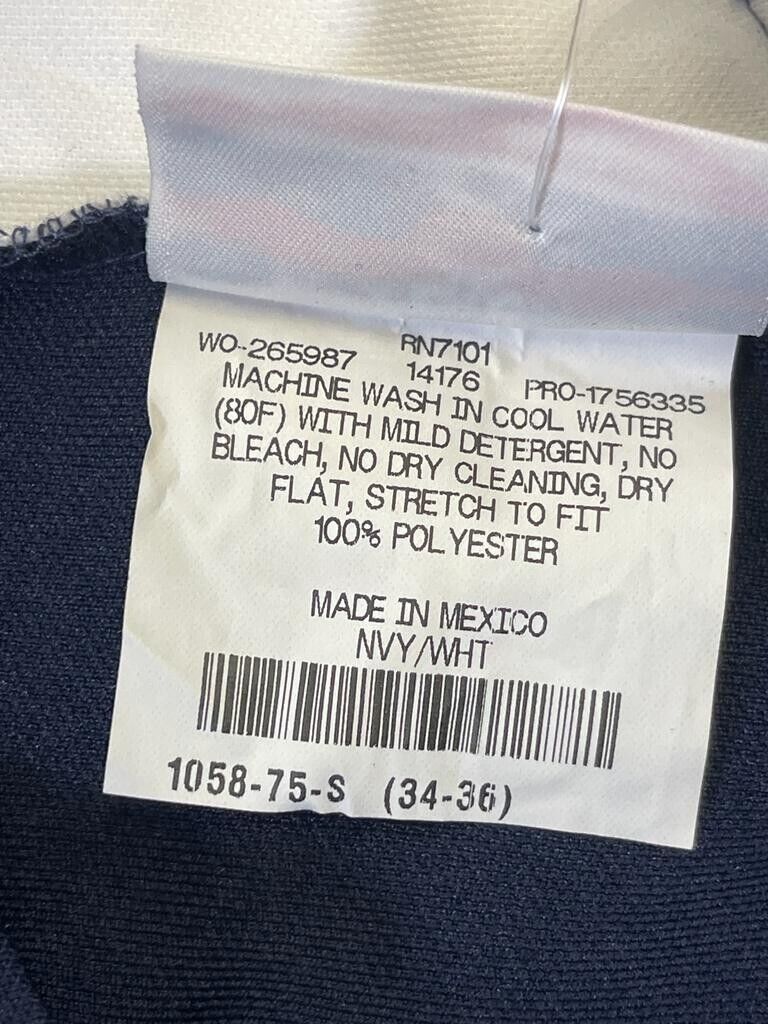 RN7101
WO-265987 14176 PRO-1756335
MACHINE WASH IN COOL WATER
(80F) WITH MILD DETERGENT, NO
BLEACH, NO DRY CLEANING, DRY
FLAT, STRETCH TO FIT
100% POLYESTER
MADE IN MEXICO
NVY/WHT
1058-75-S (34-36)